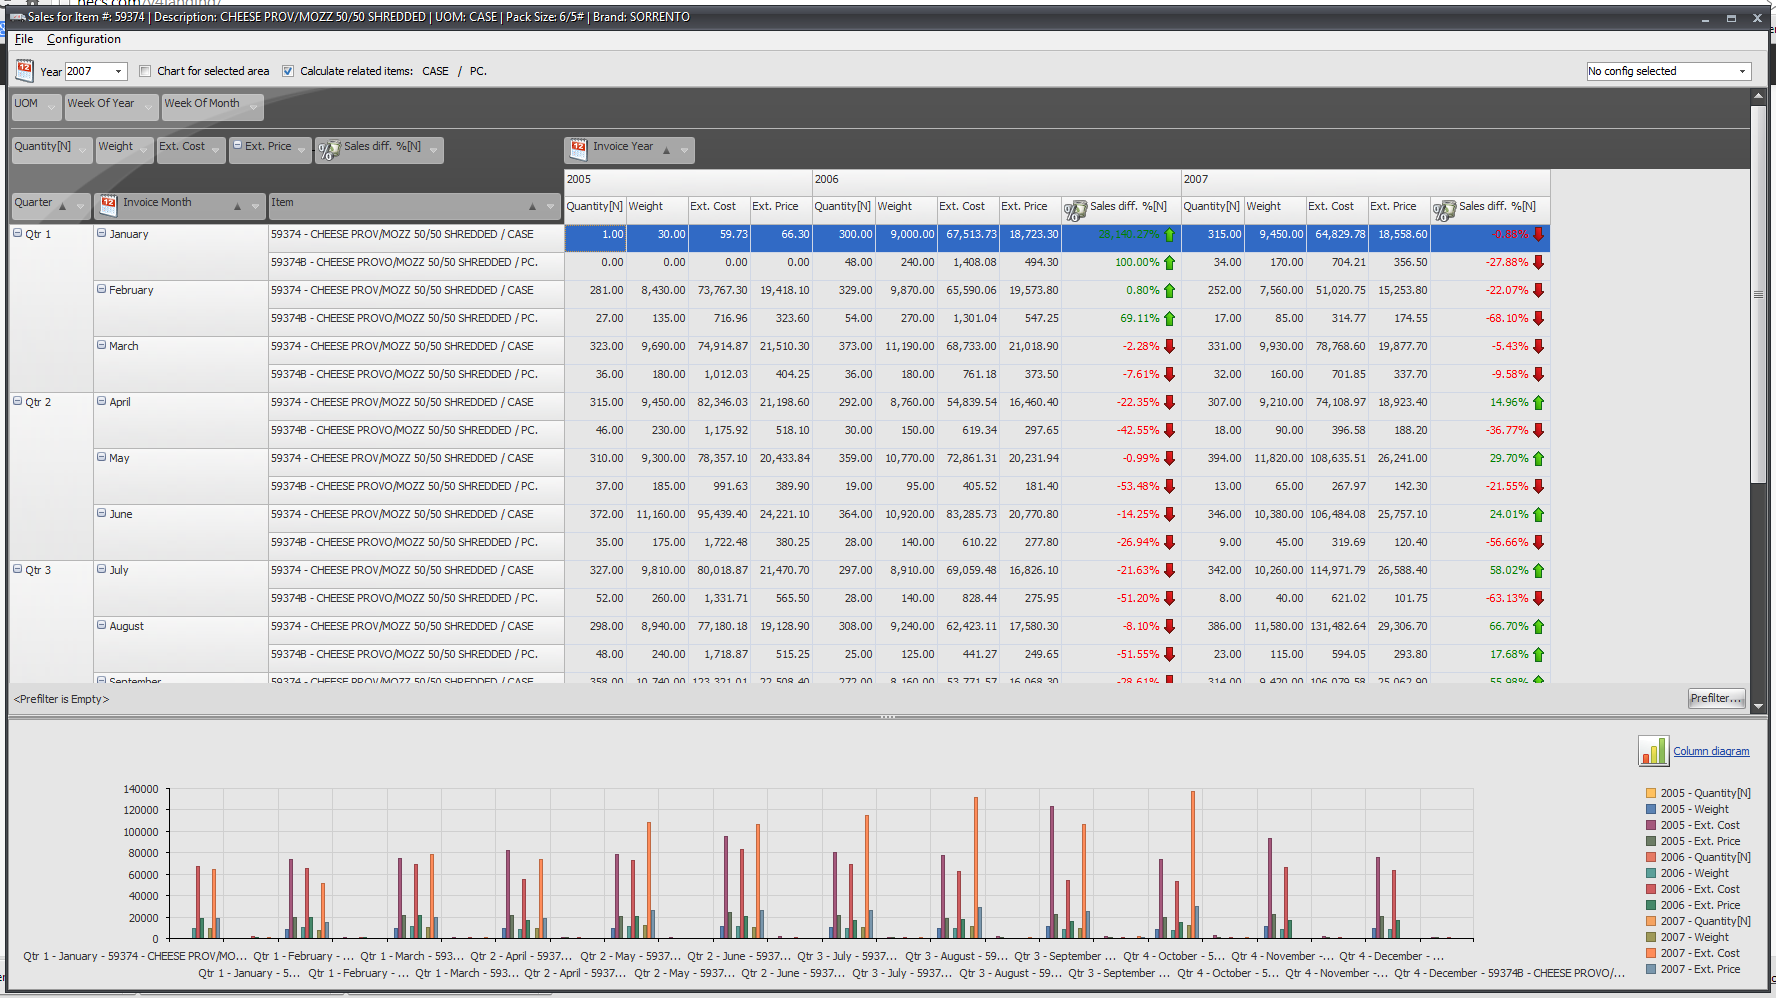 Sales for Item #: 59374 | Description: CHEESE PROV/MOZZ 50/50 SHREDDED | UOM: CASE | Pack Size: 6/5# | Brand: SORRENTO
File Configuration
Year 2007 Chart for selected area Calculate related items: CASE / PC. No config selected
UOM Week Of Year Week Of Month
Quantity[N] Weight Ext. Cost Ext. Price Sales diff. %[N] Invoice Year
2005 2006 2007
Quarter Invoice Month Item Quantity[N] Weight Ext. Cost Ext. Price Quantity[N] Weight Ext. Cost Ext. Price Sales diff. %[N] Quantity[N] Weight Ext. Cost Ext. Price Sales diff. %[N]
Qtr 1 January 59374 - CHEESE PROV/MOZZ 50/50 SHREDDED / CASE 1.00 30.00 59.73 66.30 300.00 9,000.00 67,513.73 18,723.30 28,140.27% 315.00 9,450.00 64,829.78 18,558.60 -0.88%
59374B - CHEESE PROVO/MOZZ 50/50 SHREDDED / PC. 0.00 0.00 0.00 0.00 48.00 240.00 1,408.08 494.30 100.00% 34.00 170.00 704.21 356.50 -27.88%
February 59374 - CHEESE PROV/MOZZ 50/50 SHREDDED / CASE 281.00 8,430.00 73,767.30 19,418.10 329.00 9,870.00 65,590.06 19,573.80 0.80% 252.00 7,560.00 51,020.75 15,253.80 -22.07%
59374B - CHEESE PROVO/MOZZ 50/50 SHREDDED / PC. 27.00 135.00 716.96 323.60 54.00 270.00 1,301.04 547.25 69.11% 17.00 85.00 314.77 174.55 -68.10%
March 59374 - CHEESE PROV/MOZZ 50/50 SHREDDED / CASE 323.00 9,690.00 74,914.87 21,510.30 373.00 11,190.00 68,733.00 21,018.90 -2.28% 331.00 9,930.00 78,768.60 19,877.70 -5.43%
59374B - CHEESE PROVO/MOZZ 50/50 SHREDDED / PC. 36.00 180.00 1,012.03 404.25 36.00 180.00 761.18 373.50 -7.61% 32.00 160.00 701.85 337.70 -9.58%
Qtr 2 April 59374 - CHEESE PROV/MOZZ 50/50 SHREDDED / CASE 315.00 9,450.00 82,346.03 21,198.60 292.00 8,760.00 54,839.54 16,460.40 -22.35% 307.00 9,210.00 74,108.97 18,923.40 14.96%
59374B - CHEESE PROVO/MOZZ 50/50 SHREDDED / PC. 46.00 230.00 1,175.92 518.10 30.00 150.00 619.34 297.65 -42.55% 18.00 90.00 396.58 188.20 -36.77%
May 59374 - CHEESE PROV/MOZZ 50/50 SHREDDED / CASE 310.00 9,300.00 78,357.10 20,433.84 359.00 10,770.00 72,861.31 20,231.94 -0.99% 394.00 11,820.00 108,635.51 26,241.00 29.70%
59374B - CHEESE PROVO/MOZZ 50/50 SHREDDED / PC. 37.00 185.00 991.63 389.90 19.00 95.00 405.52 181.40 -53.48% 13.00 65.00 267.97 142.30 -21.55%
June 59374 - CHEESE PROV/MOZZ 50/50 SHREDDED / CASE 372.00 11,160.00 95,439.40 24,221.10 364.00 10,920.00 83,285.73 20,770.80 -14.25% 346.00 10,380.00 106,484.08 25,757.10 24.01%
59374B - CHEESE PROVO/MOZZ 50/50 SHREDDED / PC. 35.00 175.00 1,722.48 380.25 28.00 140.00 610.22 277.80 -26.94% 9.00 45.00 319.69 120.40 -56.66%
Qtr 3 July 59374 - CHEESE PROV/MOZZ 50/50 SHREDDED / CASE 327.00 9,810.00 80,018.87 21,470.70 297.00 8,910.00 69,059.48 16,826.10 -21.63% 342.00 10,260.00 114,971.79 26,588.40 58.02%
59374B - CHEESE PROVO/MOZZ 50/50 SHREDDED / PC. 52.00 260.00 1,331.71 565.50 28.00 140.00 828.44 275.95 -51.20% 8.00 40.00 621.02 101.75 -63.13%
August 59374 - CHEESE PROV/MOZZ 50/50 SHREDDED / CASE 298.00 8,940.00 77,180.18 19,128.90 308.00 9,240.00 62,423.11 17,580.30 -8.10% 386.00 11,580.00 131,482.64 29,306.70 66.70%
59374B - CHEESE PROVO/MOZZ 50/50 SHREDDED / PC. 48.00 240.00 1,718.87 515.25 25.00 125.00 441.27 249.65 -51.55% 23.00 115.00 594.05 293.80 17.68%
September 59374 - CHEESE PROV/MOZZ 50/50 SHREDDED / CASE 358.00 10,740.00 123,321.01 22,508.40 272.00 8,160.00 53,771.57 16,068.30 -28.61% 314.00 9,420.00 106,079.58 25,062.90 55.98%
<Prefilter is Empty> Prefilter...
Column diagram
140000
120000
100000
80000
60000
40000
20000
0
Qtr 1 - January - 59374 - CHEESE PROV/MO... Qtr 1 - February - ... Qtr 1 - March - 593... Qtr 2 - April - 5937... Qtr 2 - May - 5937... Qtr 2 - June - 5937... Qtr 3 - July - 5937... Qtr 3 - August - 59... Qtr 3 - September ... Qtr 4 - October - 5... Qtr 4 - November -... Qtr 4 - December - ...
Qtr 1 - January - 5... Qtr 1 - February - ... Qtr 1 - March - 593... Qtr 2 - April - 5937... Qtr 2 - May - 5937... Qtr 2 - June - 5937... Qtr 3 - July - 5937... Qtr 3 - August - 59... Qtr 3 - September ... Qtr 4 - October - 5... Qtr 4 - November -... Qtr 4 - December - 59374B - CHEESE PROVO/...
2005 - Quantity[N]
2005 - Weight
2005 - Ext. Cost
2005 - Ext. Price
2006 - Quantity[N]
2006 - Weight
2006 - Ext. Cost
2006 - Ext. Price
2007 - Quantity[N]
2007 - Weight
2007 - Ext. Cost
2007 - Ext. Price